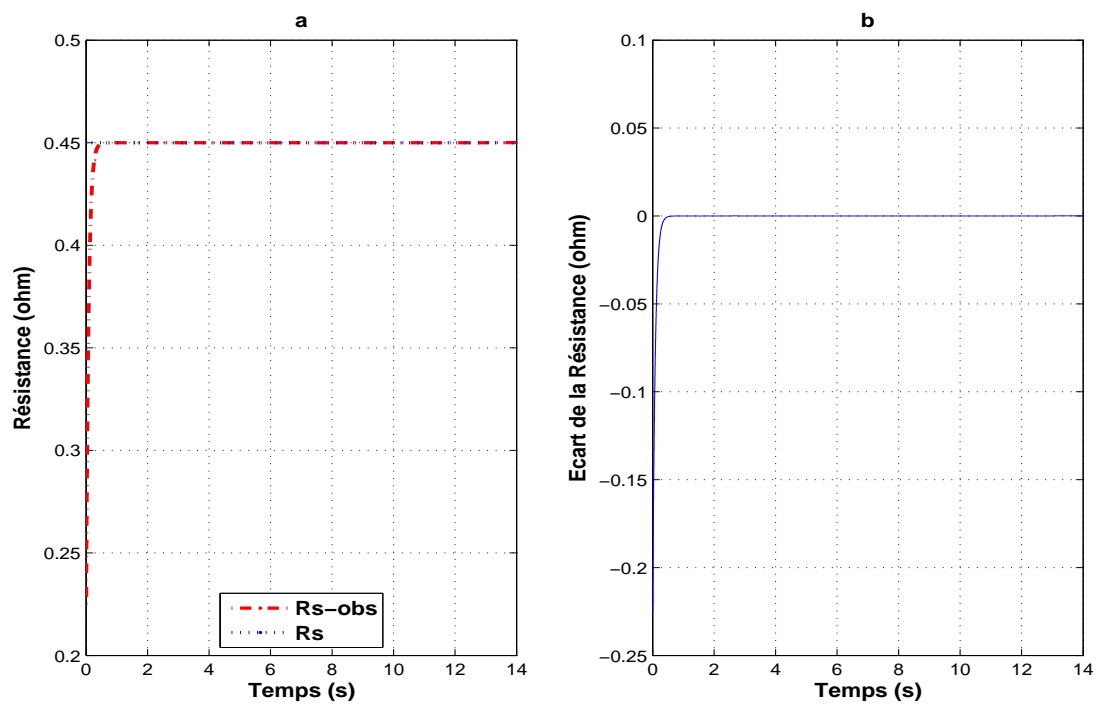 a
0.5
0.45
0.4
0.35
0.3
0.25
0.2
Résistance (ohm)
0 2 4 6 8 10 12 14
Temps (s)
Rs−obs
Rs
b
0.1
0.05
0
−0.05
−0.1
−0.15
−0.2
−0.25
Ecart de la Résistance (ohm)
0 2 4 6 8 10 12 14
Temps (s)